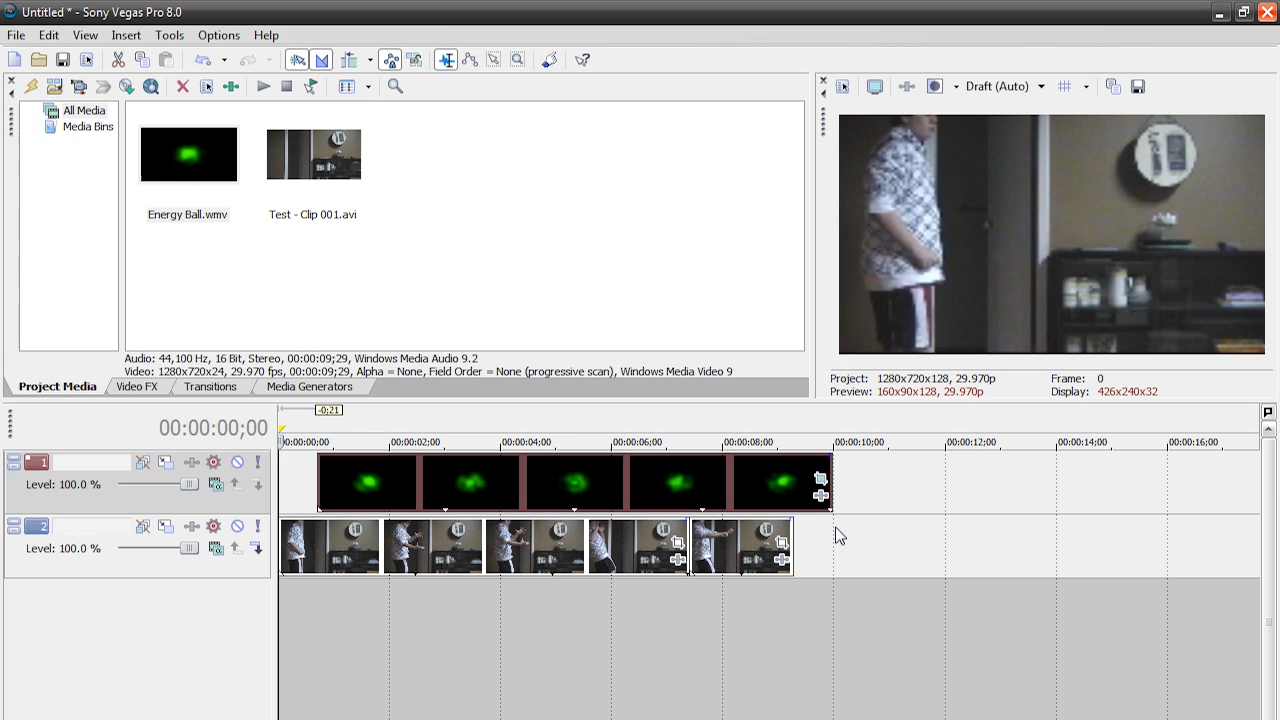 Untitled * - Sony Vegas Pro 8.0
File Edit View Insert Tools Options Help
Draft (Auto)
All Media
Media Bins
Energy Ball.wmv
Test - Clip 001.avi
Audio: 44,100 Hz, 16 Bit, Stereo, 00:00:09;29, Windows Media Audio 9.2
Video: 1280x720x24, 29.970 fps, 00:00:09;29, Alpha = None, Field Order = None (progressive scan), Windows Media Video 9
Project Media Video FX Transitions Media Generators
Project: 1280x720x128, 29.970p Frame: 0
Preview: 160x90x128, 29.970p Display: 426x240x32
-0;21
00:00:00;00
00:00:00;00 00:00:02;00 00:00:04;00 00:00:06;00 00:00:08;00 00:00:10;00 00:00:12;00 00:00:14;00 00:00:16;00
1
Level: 100.0 %
2
Level: 100.0 %